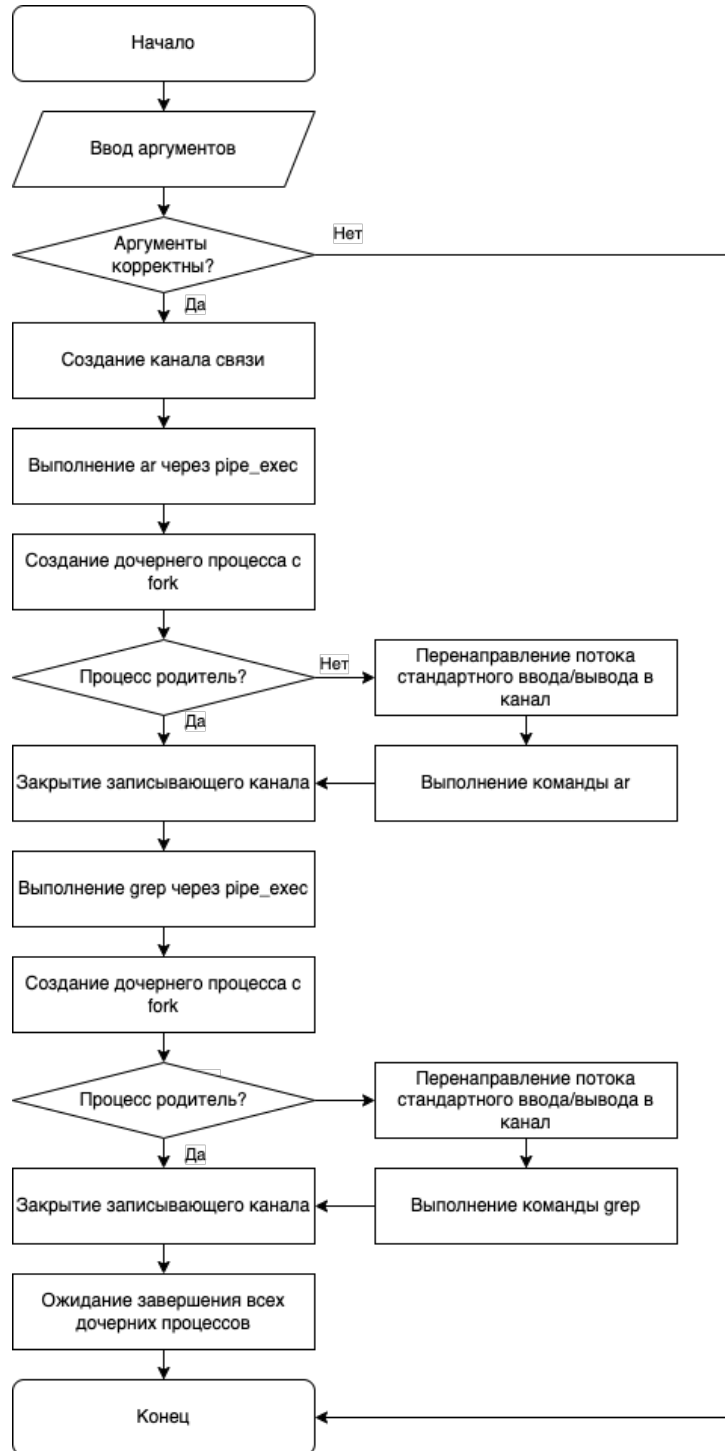 Начало
Ввод аргументов
Аргументы
корректны?
Нет
Да
Создание канала связи
Выполнение ar через pipe_exec
Создание дочернего процесса с
fork
Процесс родитель?
Нет
Перенаправление потока
стандартного ввода/вывода в
канал
Да
Закрытие записывающего канала
Выполнение команды ar
Выполнение grep через pipe_exec
Создание дочернего процесса с
fork
Процесс родитель?
Перенаправление потока
стандартного ввода/вывода в
канал
Да
Закрытие записывающего канала
Выполнение команды grep
Ожидание завершения всех
дочерних процессов
Конец